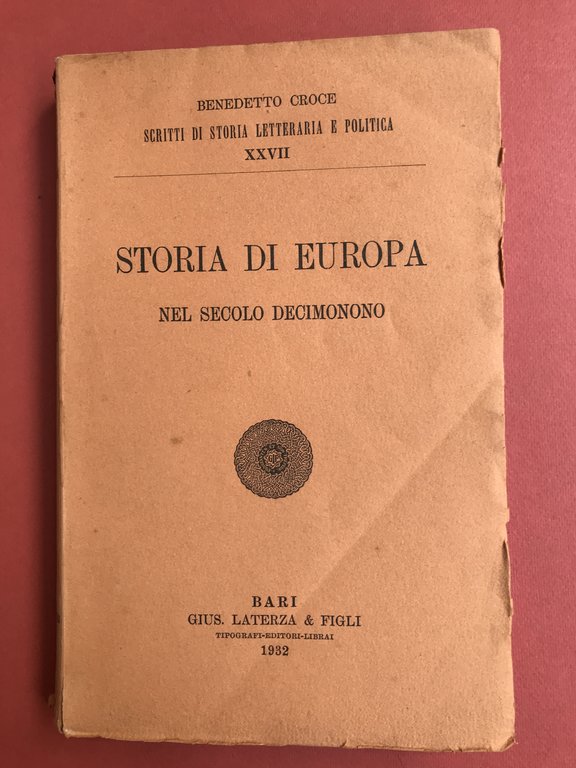 BENEDETTO CROCE
SCRITTI DI STORIA LETTERARIA E POLITICA
XXVII
STORIA DI EUROPA
NEL SECOLO DECIMONONO
BARI
GIUS. LATERZA & FIGLI
TIPOGRAFI-EDITORI-LIBRAI
1932